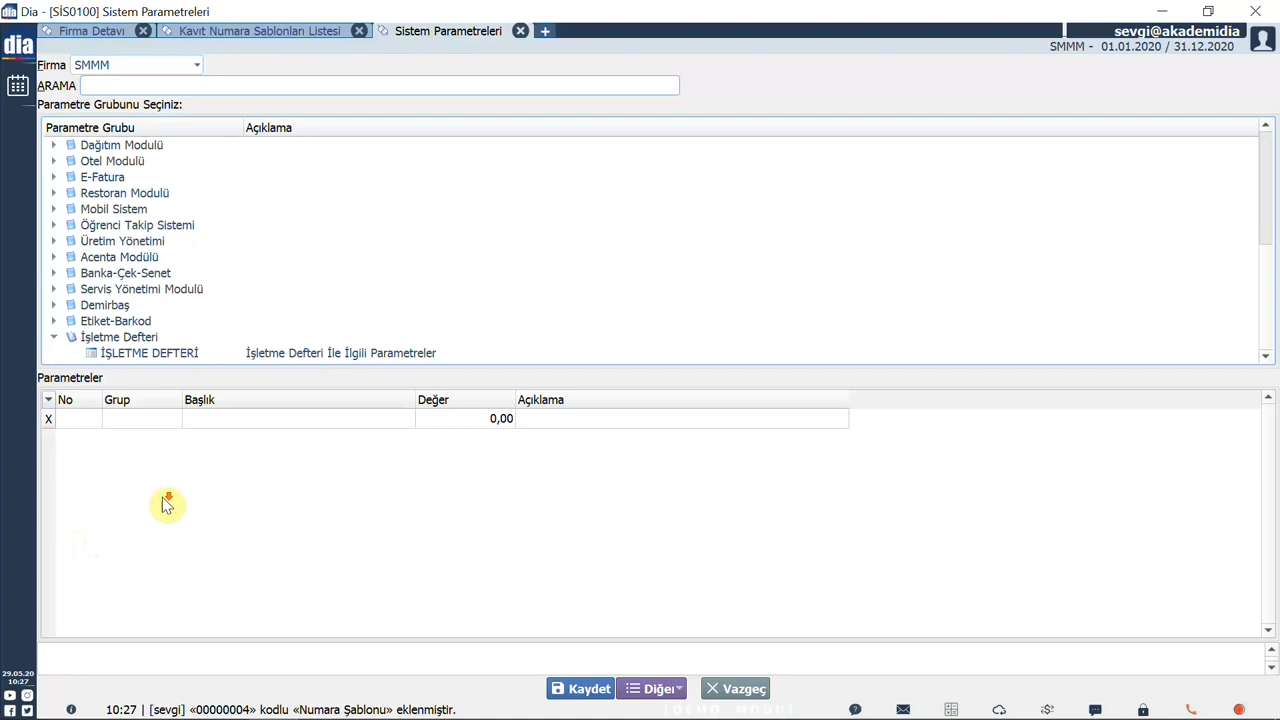 Dia - [SİS0100] Sistem Parametreleri
Firma Detayı
Kayıt Numara Şablonları Listesi
Sistem Parametreleri
sevgi@akademidia
SMMM - 01.01.2020 / 31.12.2020
dia
Firma SMMM
ARAMA
Parametre Grubunu Seçiniz:
Parametre Grubu Açıklama
Dağıtım Modulü
Otel Modulü
E-Fatura
Restoran Modulü
Mobil Sistem
Öğrenci Takip Sistemi
Üretim Yönetimi
Acenta Modülü
Banka-Çek-Senet
Servis Yönetimi Modulü
Demirbaş
Etiket-Barkod
İşletme Defteri
İŞLETME DEFTERİ İşletme Defteri İle İlgili Parametreler
Parametreler
No Grup Başlık Değer Açıklama
X 0,00
Kaydet
Diğer
Vazgeç
29.05.20
10:27
10:27 | [sevgi] «00000004» kodlu «Numara Şablonu» eklenmiştir.